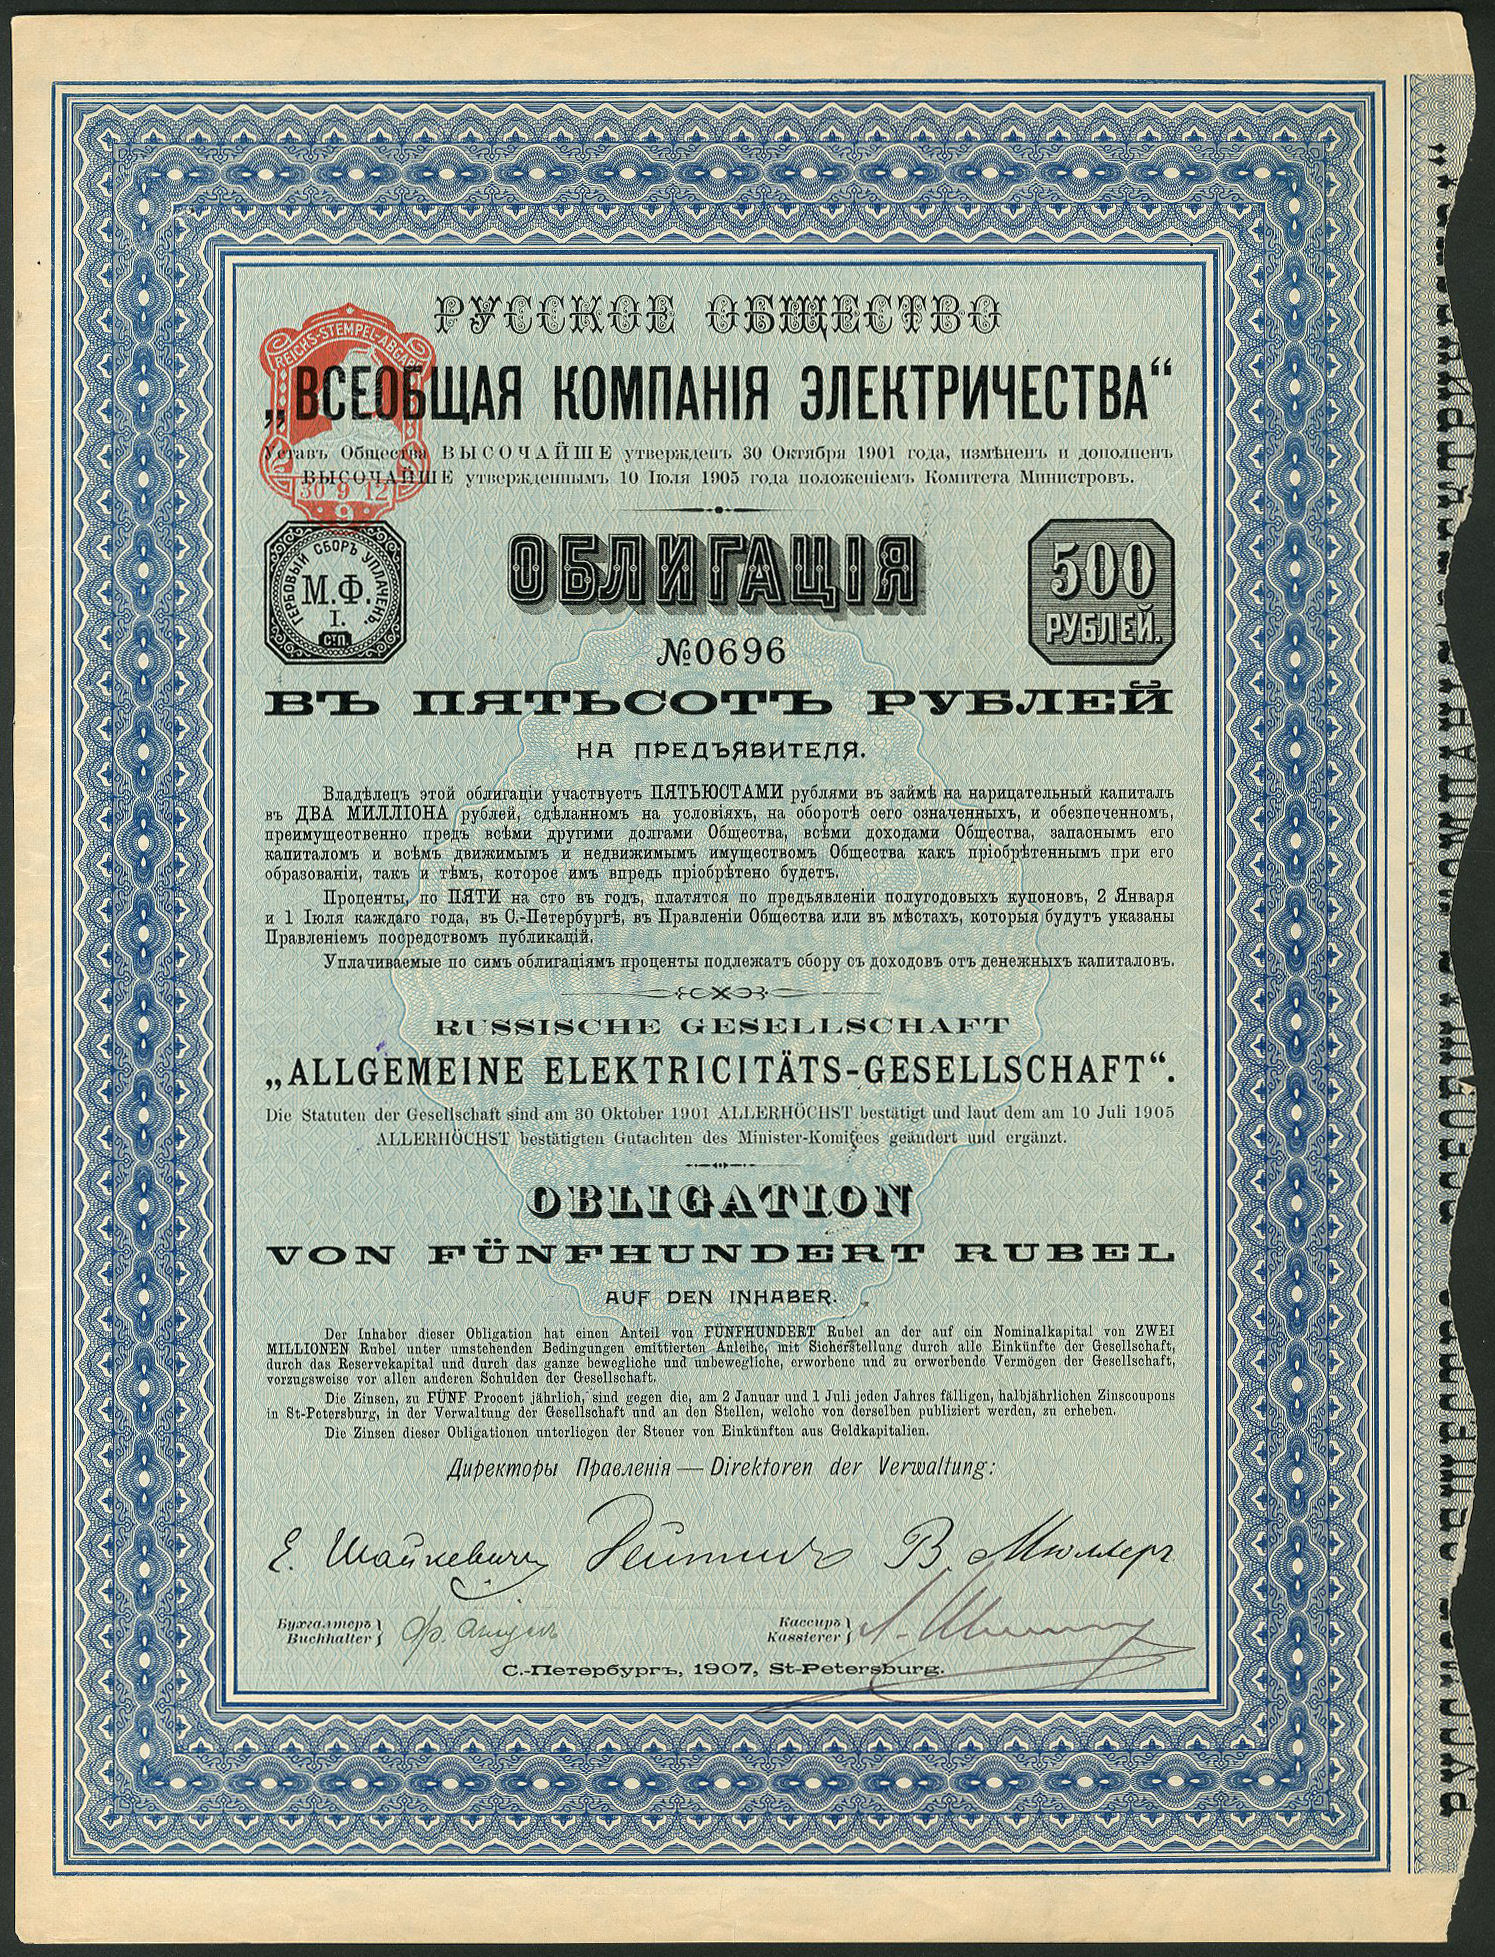 РУССКОЕ ОБЩЕСТВО
„ВСЕОБЩАЯ КОМПАНІЯ ЭЛЕКТРИЧЕСТВА“
Уставъ Общества ВЫСОЧАЙШЕ утвержденъ 30 Октября 1901 года, измѣненъ и дополненъ
ВЫСОЧАЙШЕ утвержденнымъ 10 Іюля 1905 года положеніемъ Комитета Министровъ.
REICHS-STEMPEL-ABGABE
30 9 12
9
ГЕРБОВЫЙ СБОРЪ УПЛАЧЕНЪ.
М.Ф.
I.
С.П.
ОБЛИГАЦІЯ
500
РУБЛЕЙ.
№0696
ВЪ ПЯТЬСОТЪ РУБЛЕЙ
НА ПРЕДЪЯВИТЕЛЯ.
Владѣлецъ этой облигаціи участвуетъ ПЯТЬЮСТАМИ рублями въ займѣ на нарицательный капиталъ
въ ДВА МИЛЛІОНА рублей, сдѣланномъ на условіяхъ, на оборотѣ сего означенныхъ, и обезпеченномъ,
преимущественно предъ всѣми другими долгами Общества, всѣми доходами Общества, запаснымъ его
капиталомъ и всѣмъ движимымъ и недвижимымъ имуществомъ Общества какъ пріобрѣтеннымъ при его
образованіи, такъ и тѣмъ, которое имъ впредь пріобрѣтено будетъ.
Проценты, по ПЯТИ на сто въ годъ, платятся по предъявленіи полугодовыхъ купоновъ, 2 Января
и 1 Іюля каждаго года, въ С.-Петербургѣ, въ Правленіи Общества или въ мѣстахъ, которыя будутъ указаны
Правленіемъ посредствомъ публикацій.
Уплачиваемые по симъ облигаціямъ проценты подлежатъ сбору съ доходовъ отъ денежныхъ капиталовъ.
RUSSISCHE GESELLSCHAFT
„ALLGEMEINE ELEKTRICITÄTS-GESELLSCHAFT“.
Die Statuten der Gesellschaft sind am 30 Oktober 1901 ALLERHÖCHST bestätigt und laut dem am 10 Juli 1905
ALLERHÖCHST bestätigten Gutachten des Minister-Komitees geändert und ergänzt.
OBLIGATION
VON FÜNFHUNDERT RUBEL
AUF DEN INHABER.
Der Inhaber dieser Obligation hat einen Anteil von FÜNFHUNDERT Rubel an der auf ein Nominalkapital von ZWEI
MILLIONEN Rubel unter umstehenden Bedingungen emittierten Anleihe, mit Sicherstellung durch alle Einkünfte der Gesellschaft,
durch das Reservekapital und durch das ganze bewegliche und unbewegliche, erworbene und zu erwerbende Vermögen der Gesellschaft,
vorzugsweise vor allen anderen Schulden der Gesellschaft.
Die Zinsen, zu FÜNF Procent jährlich, sind gegen die, am 2 Januar und 1 Juli jeden Jahres fälligen, halbjährlichen Zinscoupons
in St-Petersburg, in der Verwaltung der Gesellschaft und an den Stellen, welche von derselben publiziert werden, zu erheben.
Die Zinsen dieser Obligationen unterliegen der Steuer von Einkünften aus Geldkapitalien.
Директоры Правленія — Direktoren der Verwaltung:
Е. Шайкевичъ В. Мюллеръ
Бухгалтеръ
Buchhalter
Кассиръ
Kassierer
С.-Петербургъ, 1907, St-Petersburg.